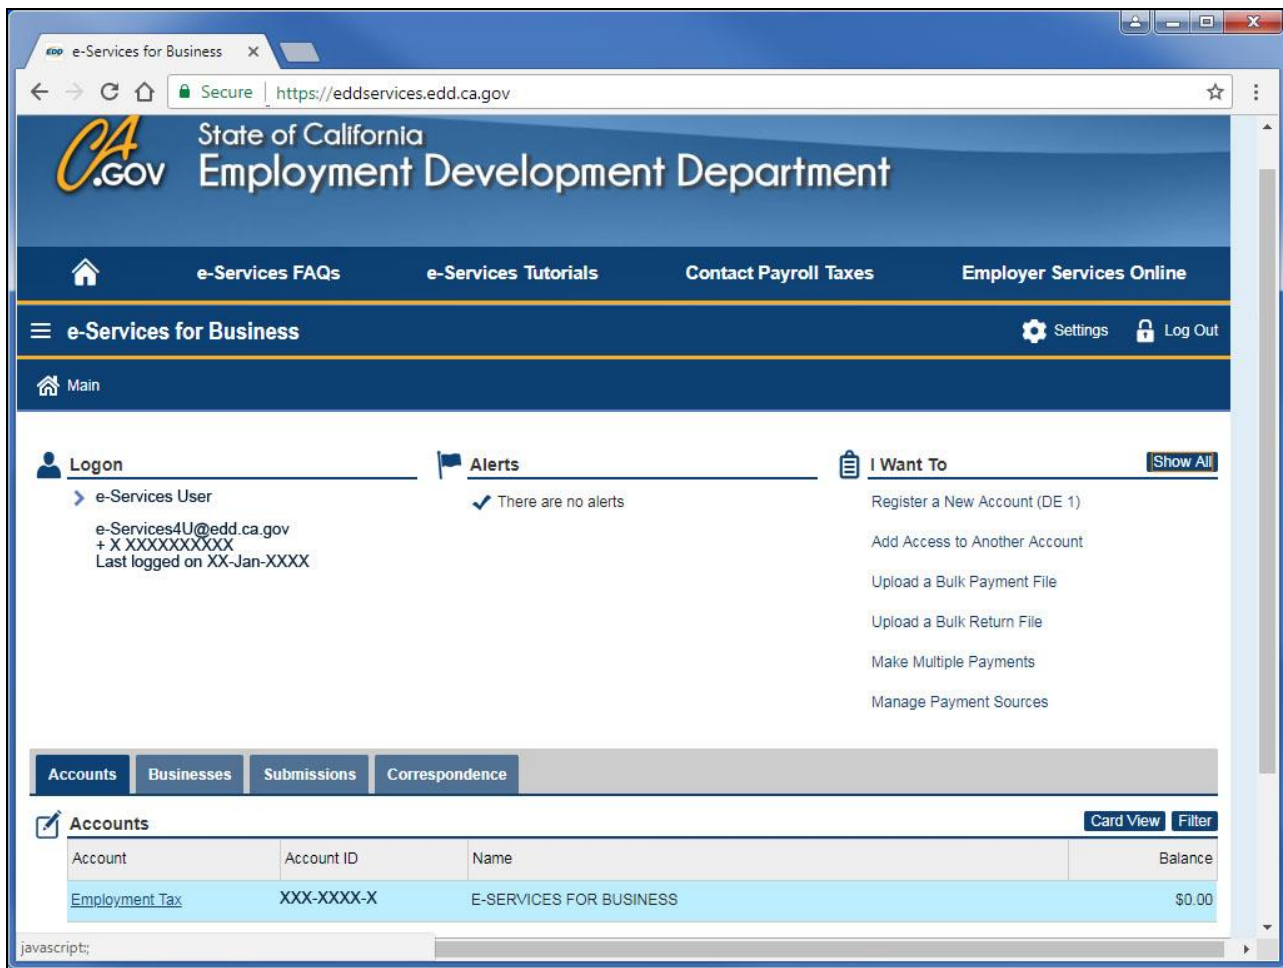 EDD e-Services for Business
Secure | https://eddservices.edd.ca.gov
CA.GOV
State of California
Employment Development Department
e-Services FAQs e-Services Tutorials Contact Payroll Taxes Employer Services Online
e-Services for Business Settings Log Out
Main
Logon Alerts I Want To Show All
e-Services User There are no alerts Register a New Account (DE 1)
e-Services4U@edd.ca.gov
+ X XXXXXXXXXX Add Access to Another Account
Last logged on XX-Jan-XXXX
Upload a Bulk Payment File
Upload a Bulk Return File
Make Multiple Payments
Manage Payment Sources
Accounts Businesses Submissions Correspondence
Accounts Card View Filter
Account Account ID Name Balance
Employment Tax XXX-XXXX-X E-SERVICES FOR BUSINESS $0.00
javascript:;